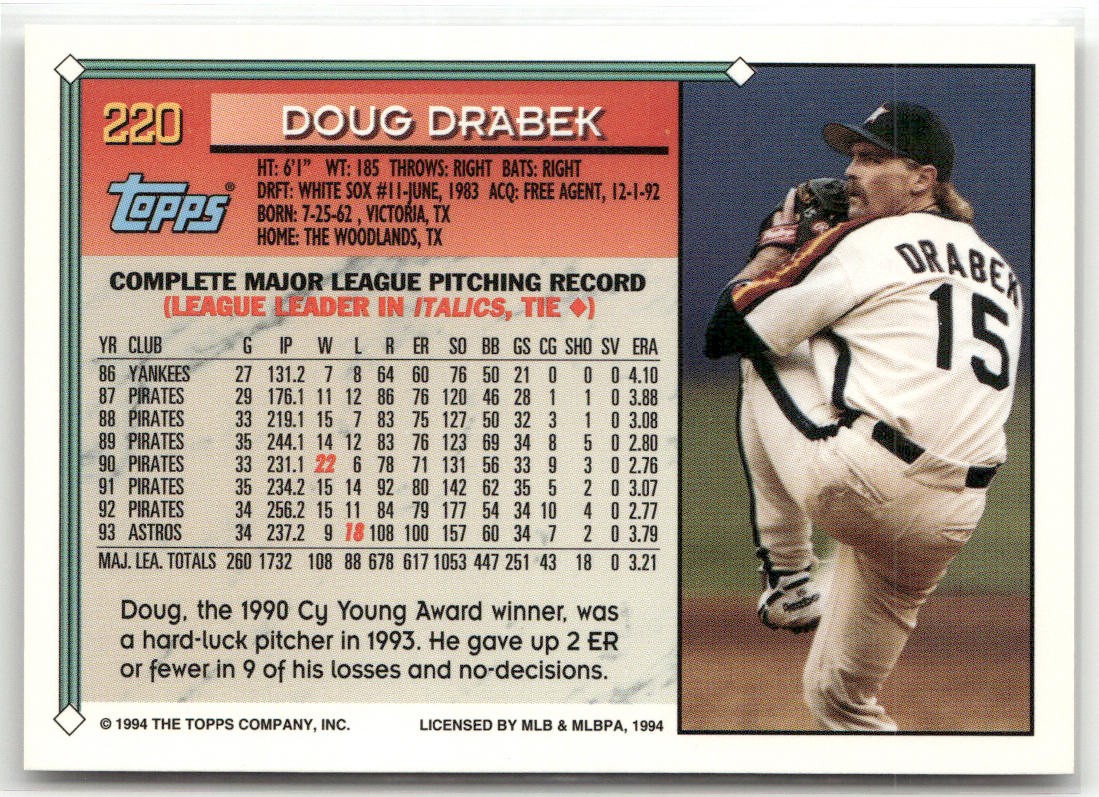 220
DOUG DRABEK
topps®
HT: 6'1" WT: 185 THROWS: RIGHT BATS: RIGHT
DRFT: WHITE SOX #11-JUNE, 1983 ACQ: FREE AGENT, 12-1-92
BORN: 7-25-62 , VICTORIA, TX
HOME: THE WOODLANDS, TX
COMPLETE MAJOR LEAGUE PITCHING RECORD
(LEAGUE LEADER IN ITALICS, TIE ◆)
YR CLUB G IP W L R ER SO BB GS CG SHO SV ERA
86 YANKEES 27 131.2 7 8 64 60 76 50 21 0 0 0 4.10
87 PIRATES 29 176.1 11 12 86 76 120 46 28 1 1 0 3.88
88 PIRATES 33 219.1 15 7 83 75 127 50 32 3 1 0 3.08
89 PIRATES 35 244.1 14 12 83 76 123 69 34 8 5 0 2.80
90 PIRATES 33 231.1 22 6 78 71 131 56 33 9 3 0 2.76
91 PIRATES 35 234.2 15 14 92 80 142 62 35 5 2 0 3.07
92 PIRATES 34 256.2 15 11 84 79 177 54 34 10 4 0 2.77
93 ASTROS 34 237.2 9 18 108 100 157 60 34 7 2 0 3.79
MAJ. LEA. TOTALS 260 1732 108 88 678 617 1053 447 251 43 18 0 3.21
Doug, the 1990 Cy Young Award winner, was
a hard-luck pitcher in 1993. He gave up 2 ER
or fewer in 9 of his losses and no-decisions.
© 1994 THE TOPPS COMPANY, INC. LICENSED BY MLB & MLBPA, 1994
DRABEK
15